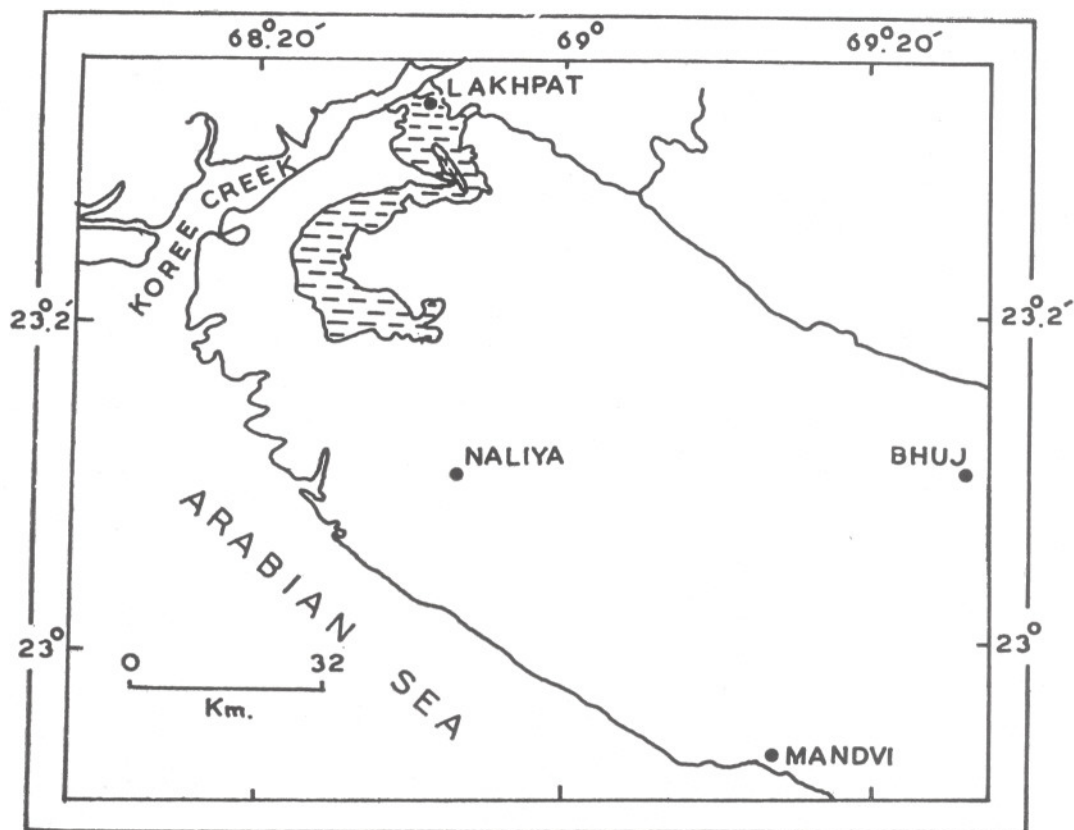 68°.20′ 69° 69°.20′
LAKHPAT
KOREE CREEK
23°.2′ 23°.2′
NALIYA BHUJ
ARABIAN SEA
23° 23°
0 32
Km.
MANDVI